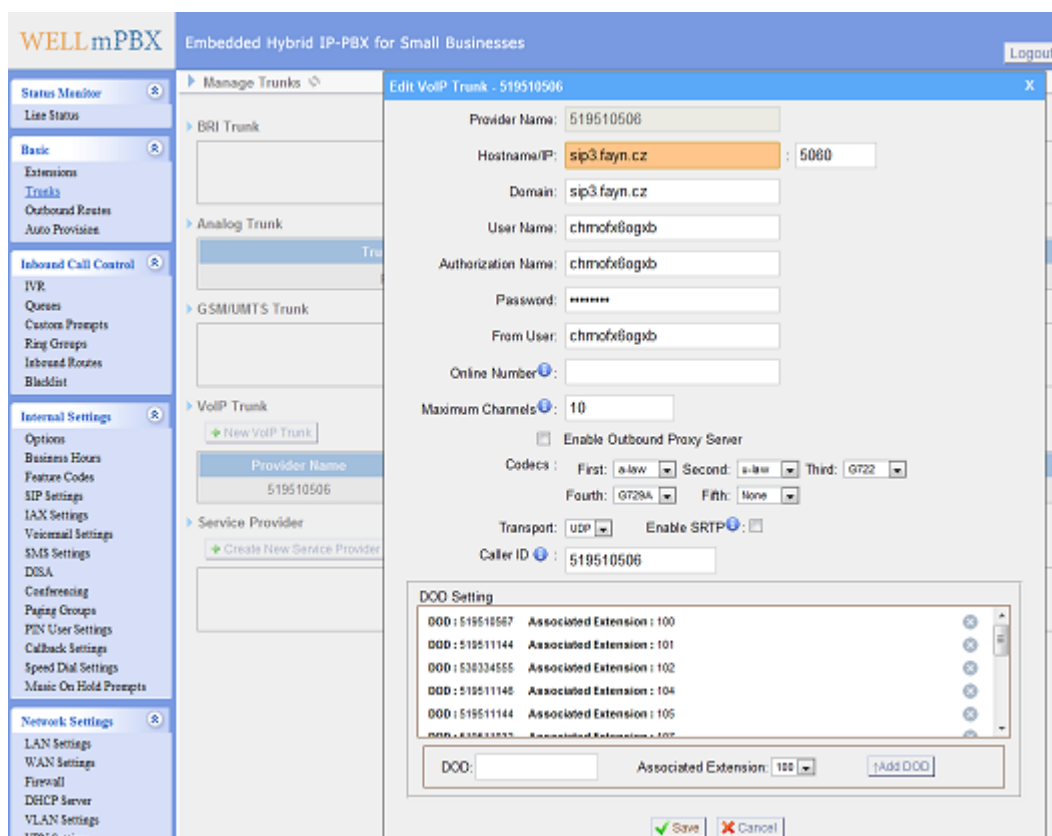 WELL mPBX
Embedded Hybrid IP-PBX for Small Businesses
Logout
Status Monitor
Line Status
Basic
Extensions
Trunks
Outbound Routes
Auto Provision
Inbound Call Control
IVR
Queues
Custom Prompts
Ring Groups
Inbound Routes
Blacklist
Internal Settings
Options
Business Hours
Feature Codes
SIP Settings
IAX Settings
Voicemail Settings
SMS Settings
DISA
Conferencing
Paging Groups
PIN User Settings
Callback Settings
Speed Dial Settings
Music On Hold Prompts
Network Settings
LAN Settings
WAN Settings
Firewall
DHCP Server
VLAN Settings
Manage Trunks
BRI Trunk
Analog Trunk
Tru
GSM/UMTS Trunk
VoIP Trunk
New VoIP Trunk
Provider Name
519510506
Service Provider
Create New Service Provider
Edit VoIP Trunk - 519510506 X
Provider Name: 519510506
Hostname/IP: sip3.fayn.cz : 5060
Domain: sip3.fayn.cz
User Name: chmofx6ogxb
Authorization Name: chmofx6ogxb
Password: ••••••••
From User: chmofx6ogxb
Online Number :
Maximum Channels : 10
Enable Outbound Proxy Server
Codecs : First: a-law Second: u-law Third: G722
Fourth: G729A Fifth: None
Transport: UDP Enable SRTP :
Caller ID : 519510506
DOD Setting
DOD : 519510567 Associated Extension : 100
DOD : 519511144 Associated Extension : 101
DOD : 530334555 Associated Extension : 102
DOD : 519511146 Associated Extension : 104
DOD : 519511144 Associated Extension : 105
DOD: Associated Extension: 100 ↑Add DOD
Save Cancel